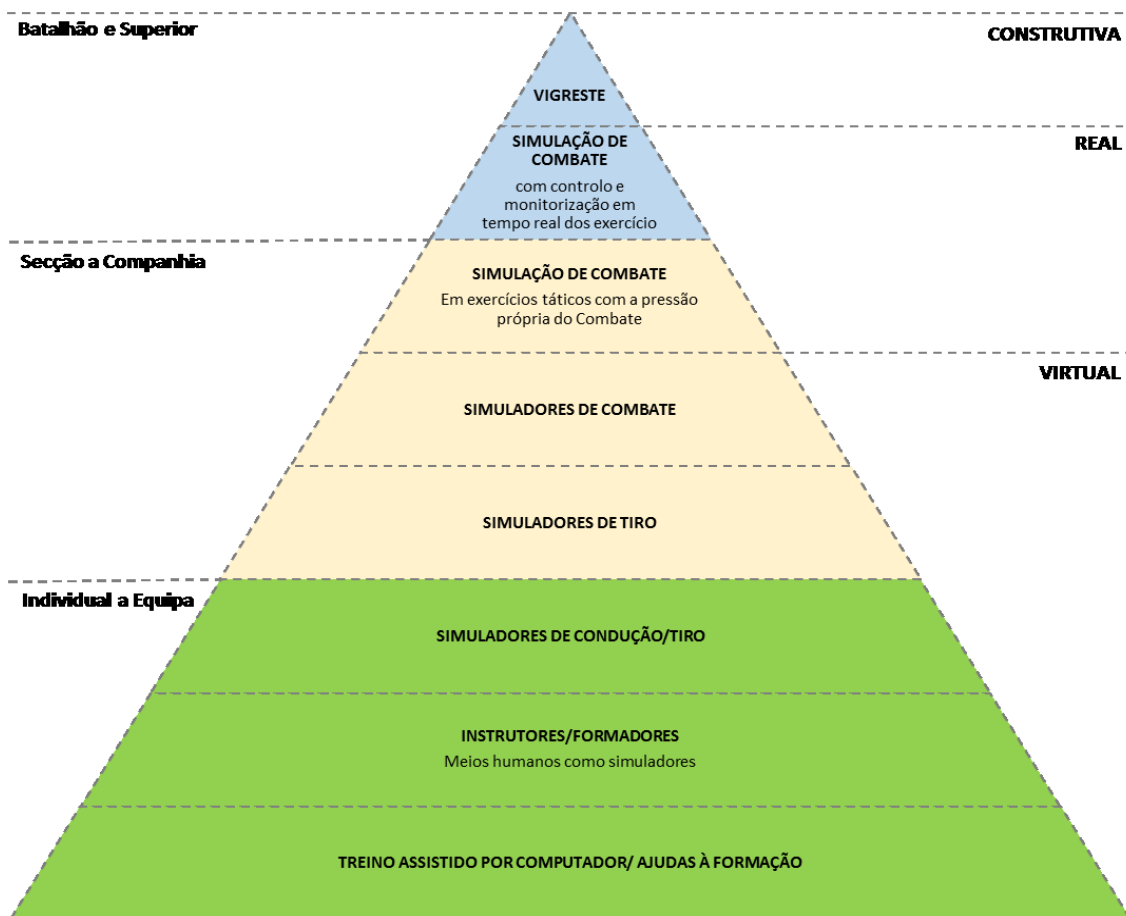 Batalhão e Superior
CONSTRUTIVA
VIGRESTE
REAL
SIMULAÇÃO DE
COMBATE
com controlo e
monitorização em
tempo real dos exercício
Secção a Companhia
SIMULAÇÃO DE COMBATE
Em exercícios táticos com a pressão
própria do Combate
VIRTUAL
SIMULADORES DE COMBATE
SIMULADORES DE TIRO
Individual a Equipa
SIMULADORES DE CONDUÇÃO/TIRO
INSTRUTORES/FORMADORES
Meios humanos como simuladores
TREINO ASSISTIDO POR COMPUTADOR/ AJUDAS À FORMAÇÃO